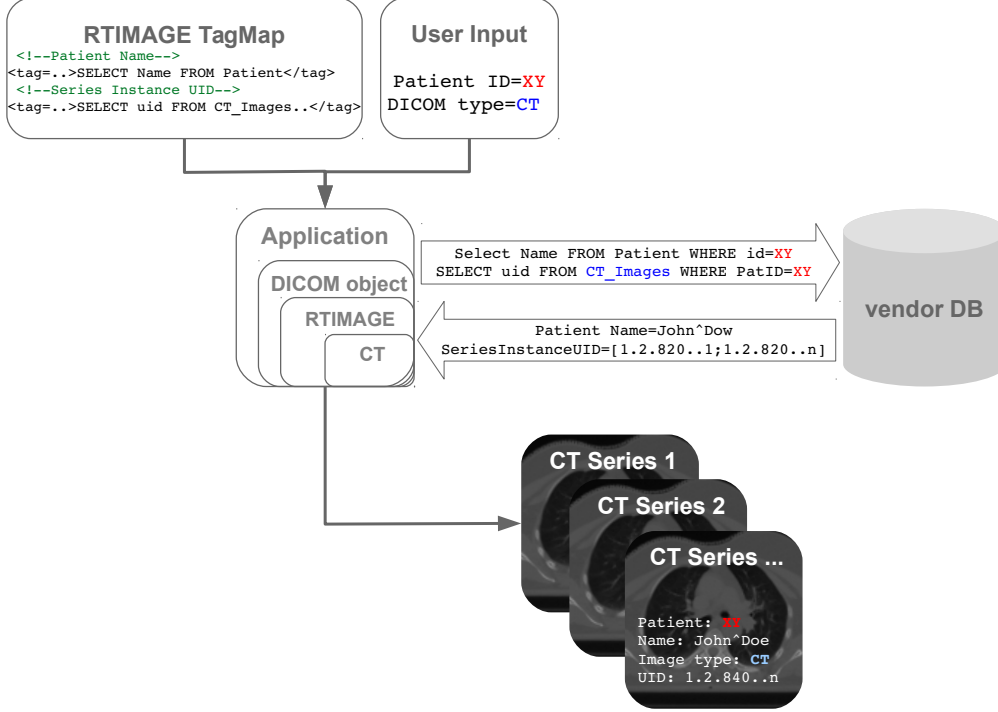 RTIMAGE TagMap
<!--Patient Name-->
<tag=..>SELECT Name FROM Patient</tag>
<!--Series Instance UID-->
<tag=..>SELECT uid FROM CT_Images..</tag>
User Input
Patient ID=XY
DICOM type=CT
Application
DICOM object
RTIMAGE
CT
Select Name FROM Patient WHERE id=XY
SELECT uid FROM CT_Images WHERE PatID=XY
Patient Name=John^Dow
SeriesInstanceUID=[1.2.820..1;1.2.820..n]
vendor DB
CT Series 1
CT Series 2
CT Series ...
Patient: XY
Name: John^Doe
Image type: CT
UID: 1.2.840..n